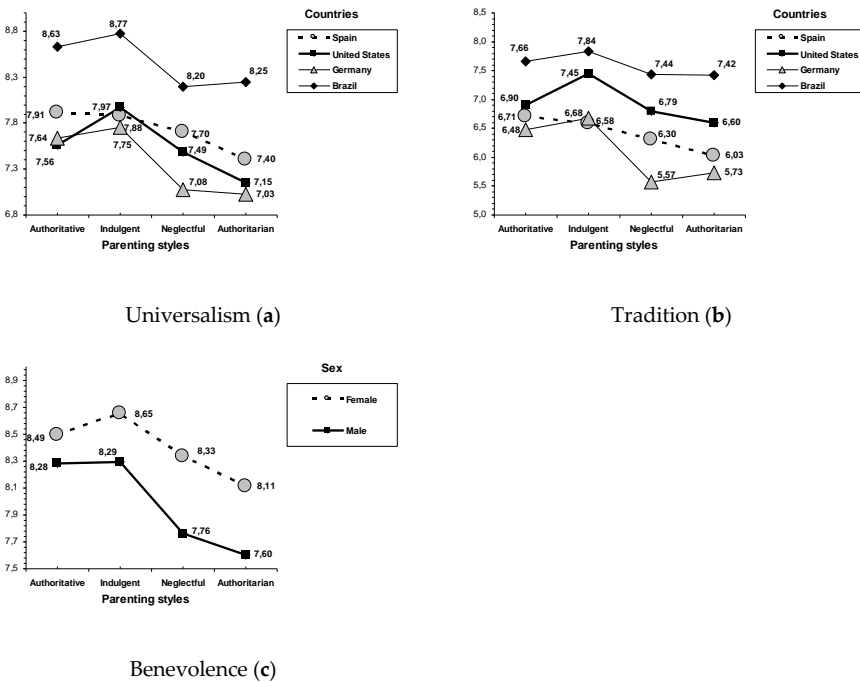 Countries
Spain
United States
Germany
Brazil
8,8
8,3
7,8
7,3
6,8
8,63
8,77
8,20
8,25
7,91
7,97
7,88
7,70
7,40
7,64
7,75
7,56
7,49
7,15
7,08
7,03
Authoritative Indulgent Neglectful Authoritarian
Parenting styles
Universalism (a)
Countries
Spain
United States
Germany
Brazil
8,5
8,0
7,5
7,0
6,5
6,0
5,5
5,0
7,66
7,84
7,44
7,42
6,90
7,45
6,79
6,60
6,71
6,68
6,58
6,48
6,30
6,03
5,57
5,73
Authoritative Indulgent Neglectful Authoritarian
Parenting styles
Tradition (b)
Sex
Female
Male
8,9
8,7
8,5
8,3
8,1
7,9
7,7
7,5
8,49
8,65
8,33
8,11
8,28
8,29
7,76
7,60
Authoritative Indulgent Neglectful Authoritarian
Parenting styles
Benevolence (c)